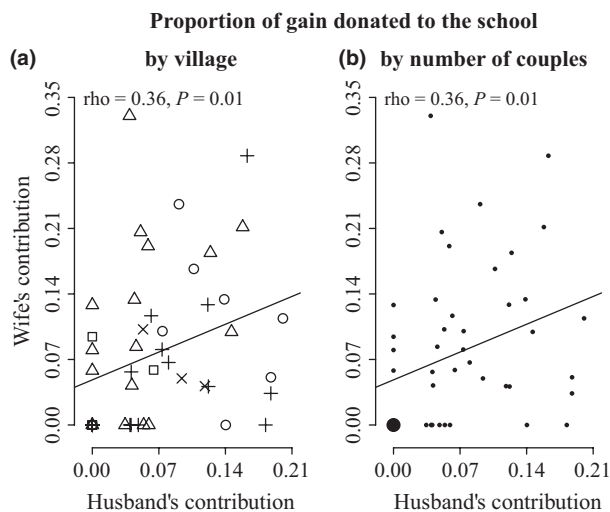 Proportion of gain donated to the school
(a) by village
(b) by number of couples
rho = 0.36, P = 0.01
rho = 0.36, P = 0.01
Wife's contribution
0.35
0.28
0.21
0.14
0.07
0.00
0.00 0.07 0.14 0.21
Husband's contribution
0.35
0.28
0.21
0.14
0.07
0.00
0.00 0.07 0.14 0.21
Husband's contribution